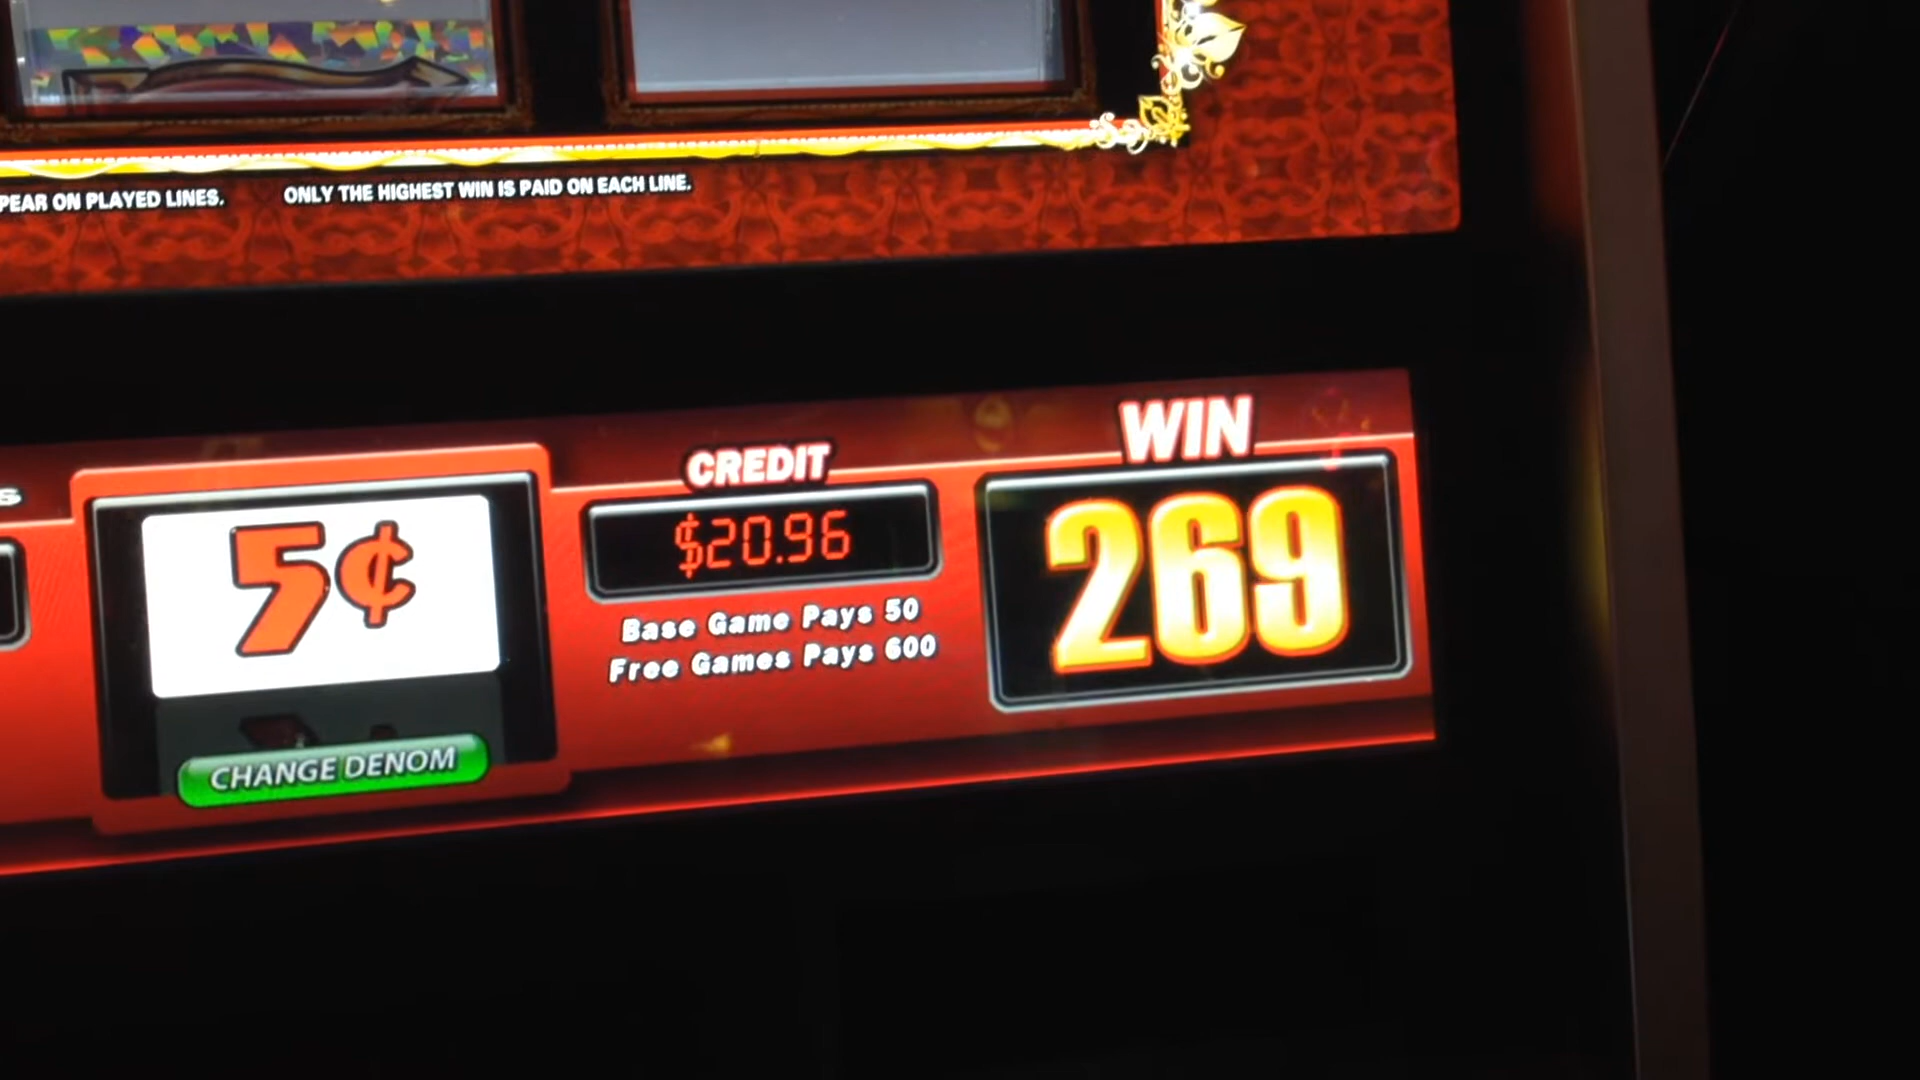 PEAR ON PLAYED LINES. ONLY THE HIGHEST WIN IS PAID ON EACH LINE.
S
5¢
CHANGE DENOM
CREDIT
$20.96
Base Game Pays 50
Free Games Pays 600
WIN
269